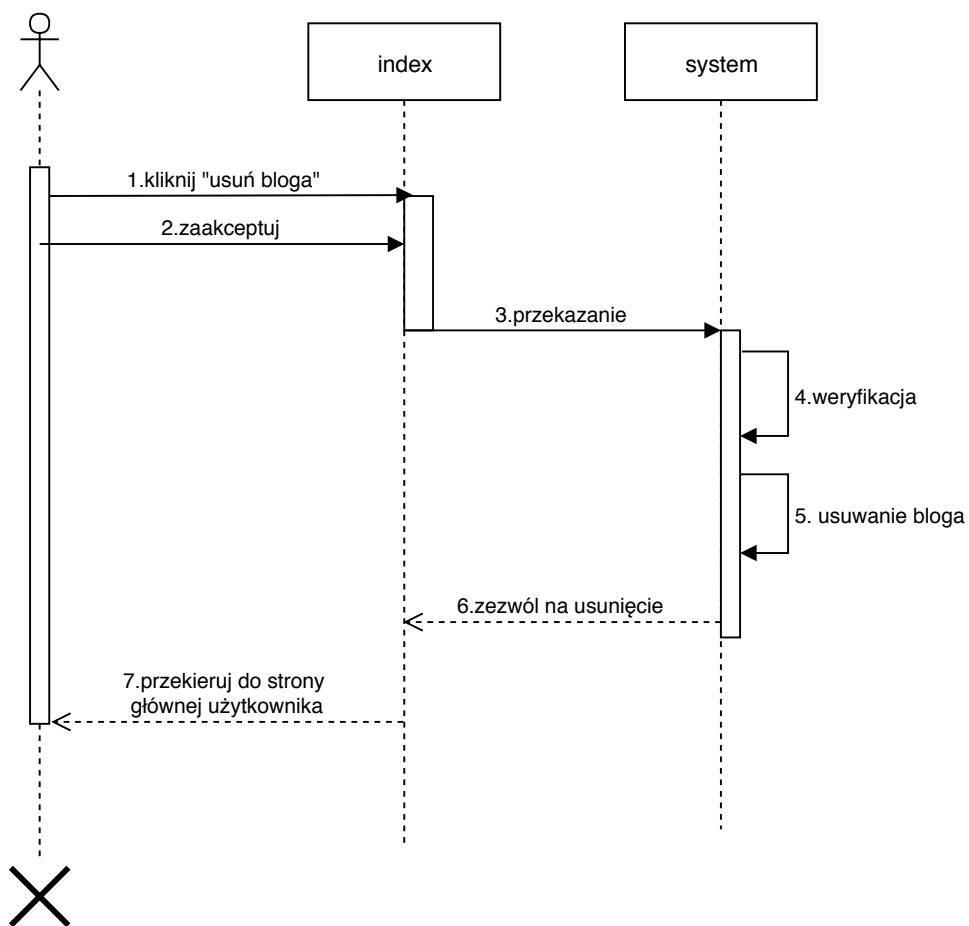 index
system
1.kliknij "usuń bloga"
2.zaakceptuj
3.przekazanie
4.weryfikacja
5. usuwanie bloga
6.zezwól na usunięcie
7.przekieruj do strony
głównej użytkownika